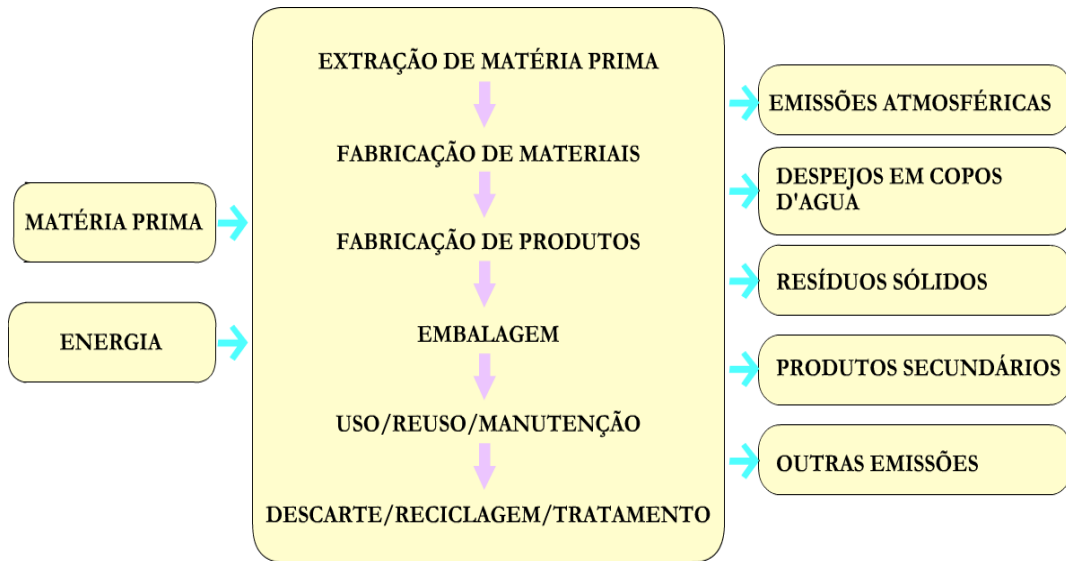 MATÉRIA PRIMA
ENERGIA
EXTRAÇÃO DE MATÉRIA PRIMA
FABRICAÇÃO DE MATERIAIS
FABRICAÇÃO DE PRODUTOS
EMBALAGEM
USO/REUSO/MANUTENÇÃO
DESCARTE/RECICLAGEM/TRATAMENTO
EMISSÕES ATMOSFÉRICAS
DESPEJOS EM COPOS
D'AGUA
RESÍDUOS SÓLIDOS
PRODUTOS SECUNDÁRIOS
OUTRAS EMISSÕES